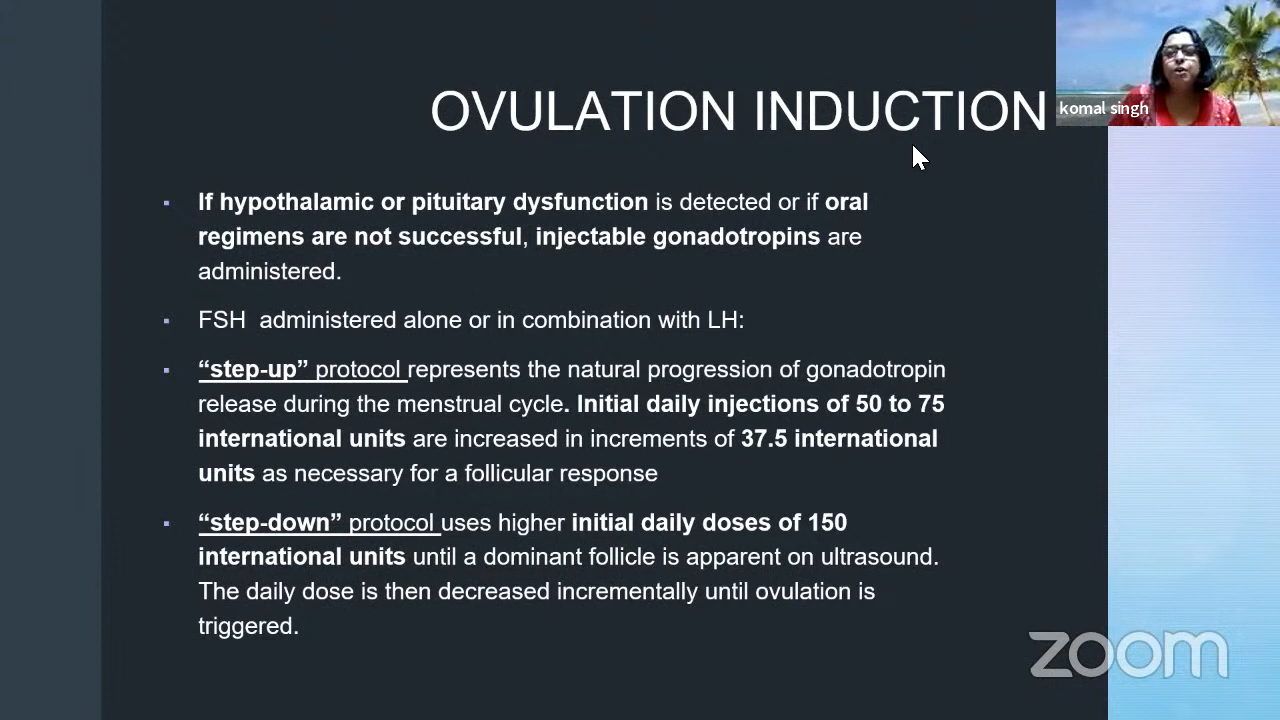 OVULATION INDUCTION
komal singh
▪ If hypothalamic or pituitary dysfunction is detected or if oral
regimens are not successful, injectable gonadotropins are
administered.
▪ FSH administered alone or in combination with LH:
▪ “step-up” protocol represents the natural progression of gonadotropin
release during the menstrual cycle. Initial daily injections of 50 to 75
international units are increased in increments of 37.5 international
units as necessary for a follicular response
▪ “step-down” protocol uses higher initial daily doses of 150
international units until a dominant follicle is apparent on ultrasound.
The daily dose is then decreased incrementally until ovulation is
triggered.
zoom